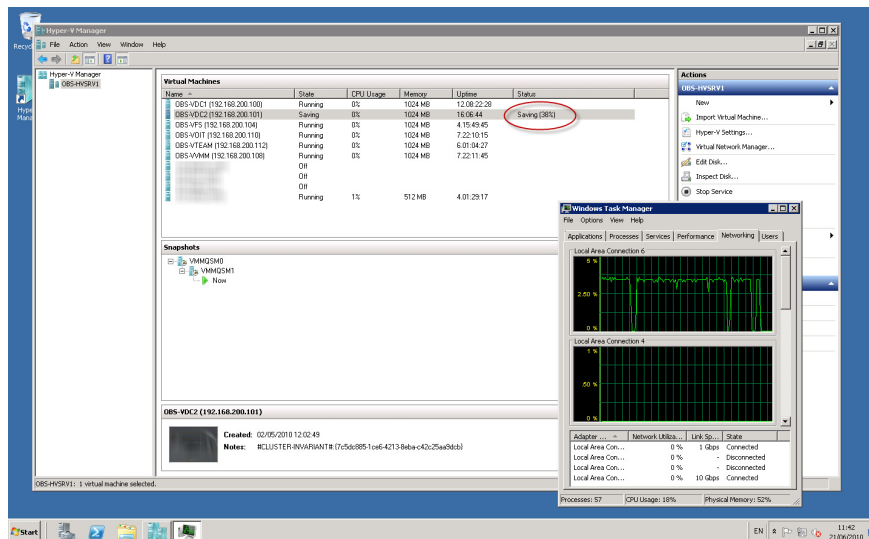 Hyper-V Manager
File Action View Window Help
Hyper-V Manager
OBS-HVSRV1
Virtual Machines
Name State CPU Usage Memory Uptime Status
OBS-VDC1 (192.168.200.100) Running 0% 1024 MB 12.08:22:28
OBS-VDC2 (192.168.200.101) Saving 0% 1024 MB 16:06:44 Saving (38%)
OBS-VFS (192.168.200.104) Running 0% 1024 MB 4.15:49:45
OBS-VOIT (192.168.200.110) Running 0% 1024 MB 7.22:10:15
OBS-VTEAM (192.168.200.112) Running 0% 1024 MB 6.01:04:27
OBS-VVMM (192.168.200.108) Running 0% 1024 MB 7.22:11:45
Off
Off
Off
Running 1% 512 MB 4.01:29:17
Snapshots
VMMQSM0
VMMQSM1
Now
OBS-VDC2 (192.168.200.101)
Created: 02/05/2010 12:02:49
Notes: #CLUSTER-INVARIANT#:{7c5dc885-1ce6-4213-8eba-c42c25aa9dcb}
OBS-HVSRV1: 1 virtual machine selected.
Actions
OBS-HVSRV1
New
Import Virtual Machine...
Hyper-V Settings...
Virtual Network Manager...
Edit Disk...
Inspect Disk...
Stop Service
Windows Task Manager
File Options View Help
Applications Processes Services Performance Networking Users
Local Area Connection 6
5 %
2.50 %
0 %
Local Area Connection 4
1 %
.50 %
0 %
Adapter ... Network Utiliza... Link Sp... State
Local Area Con... 0 % 1 Gbps Connected
Local Area Con... 0 % - Disconnected
Local Area Con... 0 % - Disconnected
Local Area Con... 0 % 10 Gbps Connected
Processes: 57 CPU Usage: 18% Physical Memory: 52%
Start
EN
11:42
21/06/2010